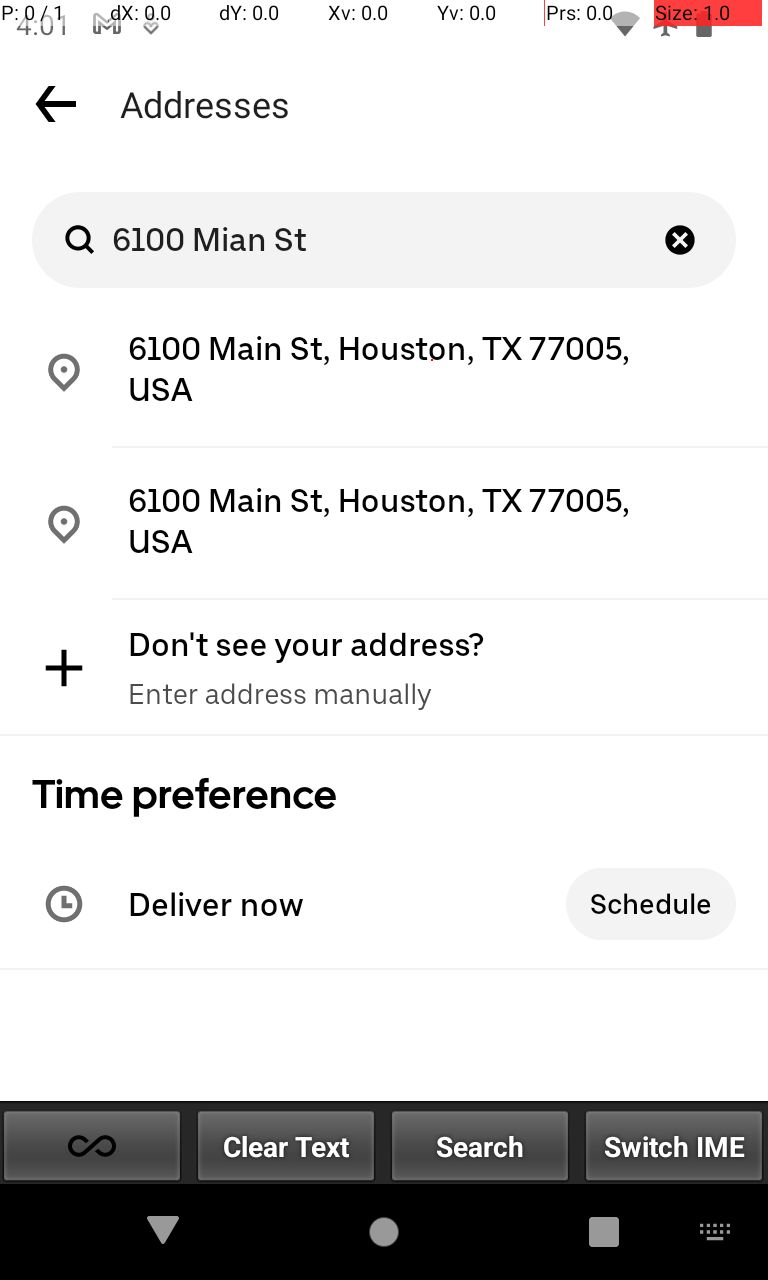 P: 0 / 1 dX: 0.0 dY: 0.0 Xv: 0.0 Yv: 0.0 Prs: 0.0 Size: 1.0
4:01
Addresses
6100 Mian St
6100 Main St, Houston, TX 77005,
USA
6100 Main St, Houston, TX 77005,
USA
Don't see your address?
Enter address manually
Time preference
Deliver now
Schedule
Clear Text
Search
Switch IME